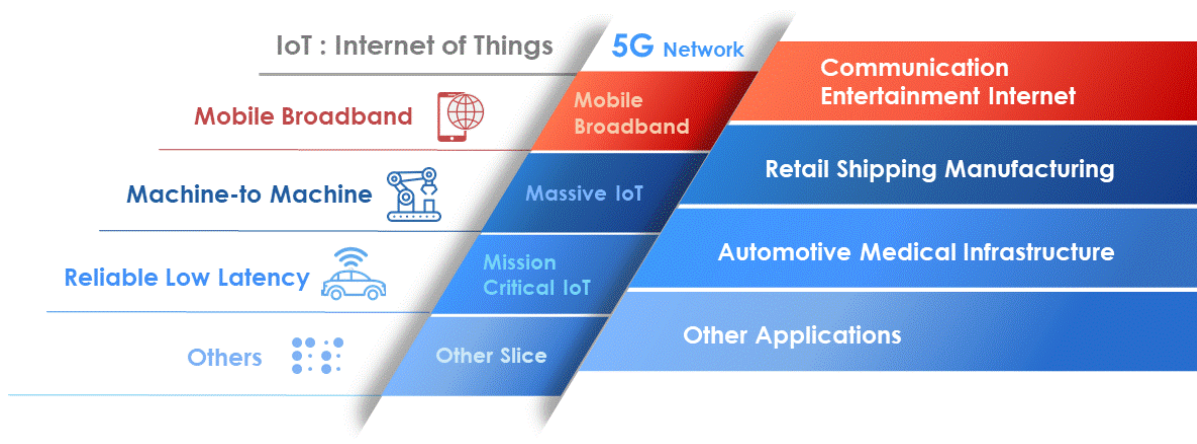 IoT : Internet of Things
5G Network
Communication
Entertainment Internet
Mobile Broadband
Mobile
Broadband
Machine-to Machine
Massive IoT
Retail Shipping Manufacturing
Reliable Low Latency
Mission
Critical IoT
Automotive Medical Infrastructure
Others
Other Slice
Other Applications